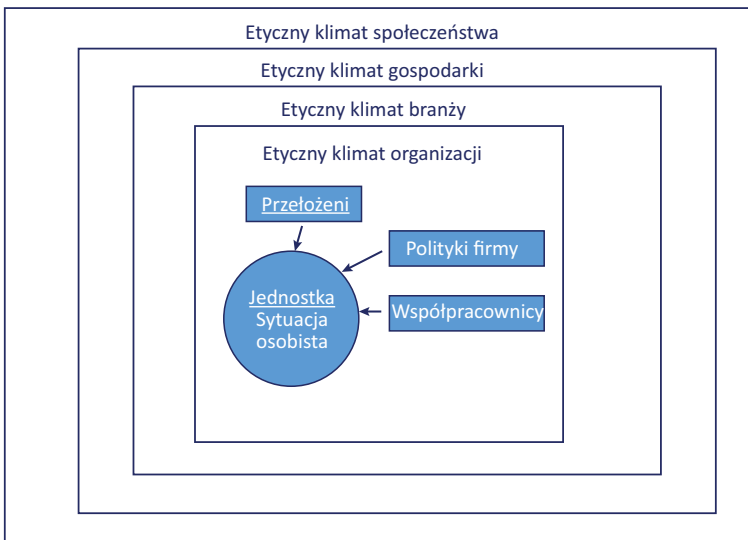 Etyczny klimat społeczeństwa
Etyczny klimat gospodarki
Etyczny klimat branży
Etyczny klimat organizacji
Przełożeni
Polityki firmy
Jednostka
Sytuacja
osobista
Współpracownicy